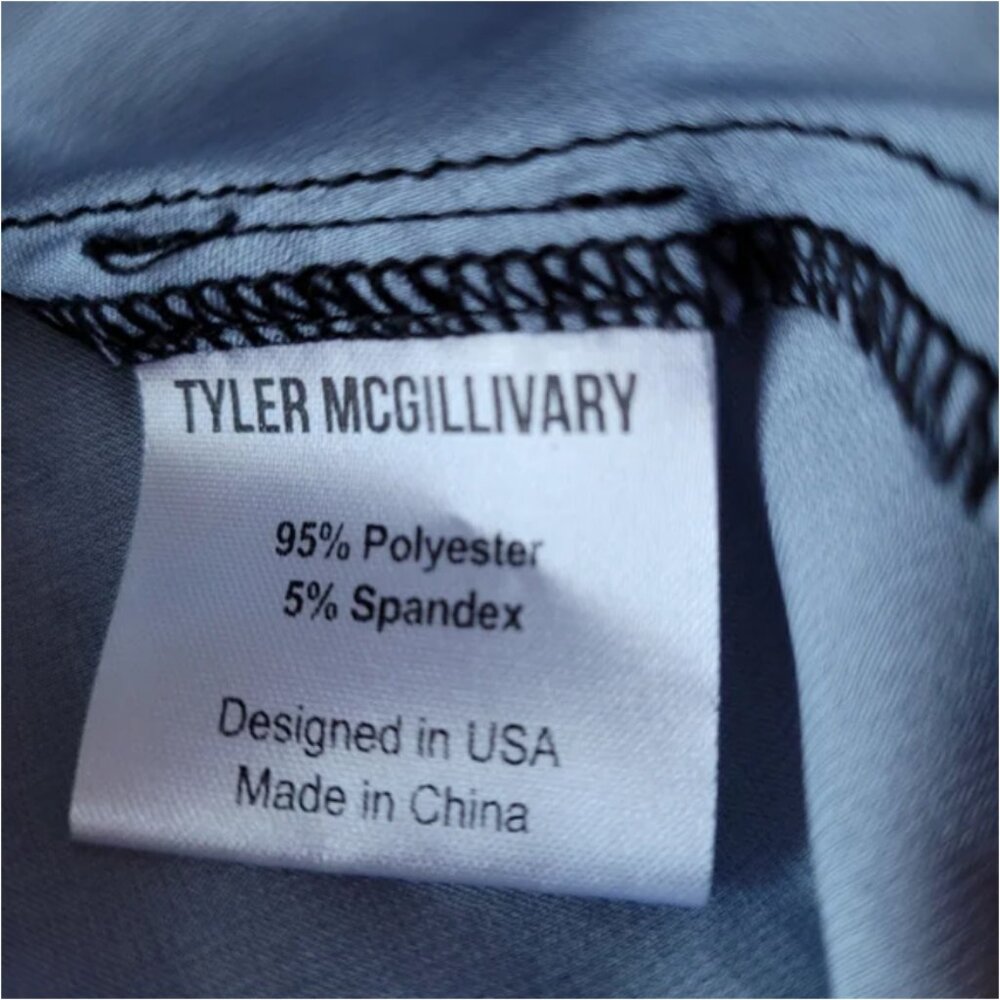 TYLER MCGILLIVARY
95% Polyester
5% Spandex
Designed in USA
Made in China